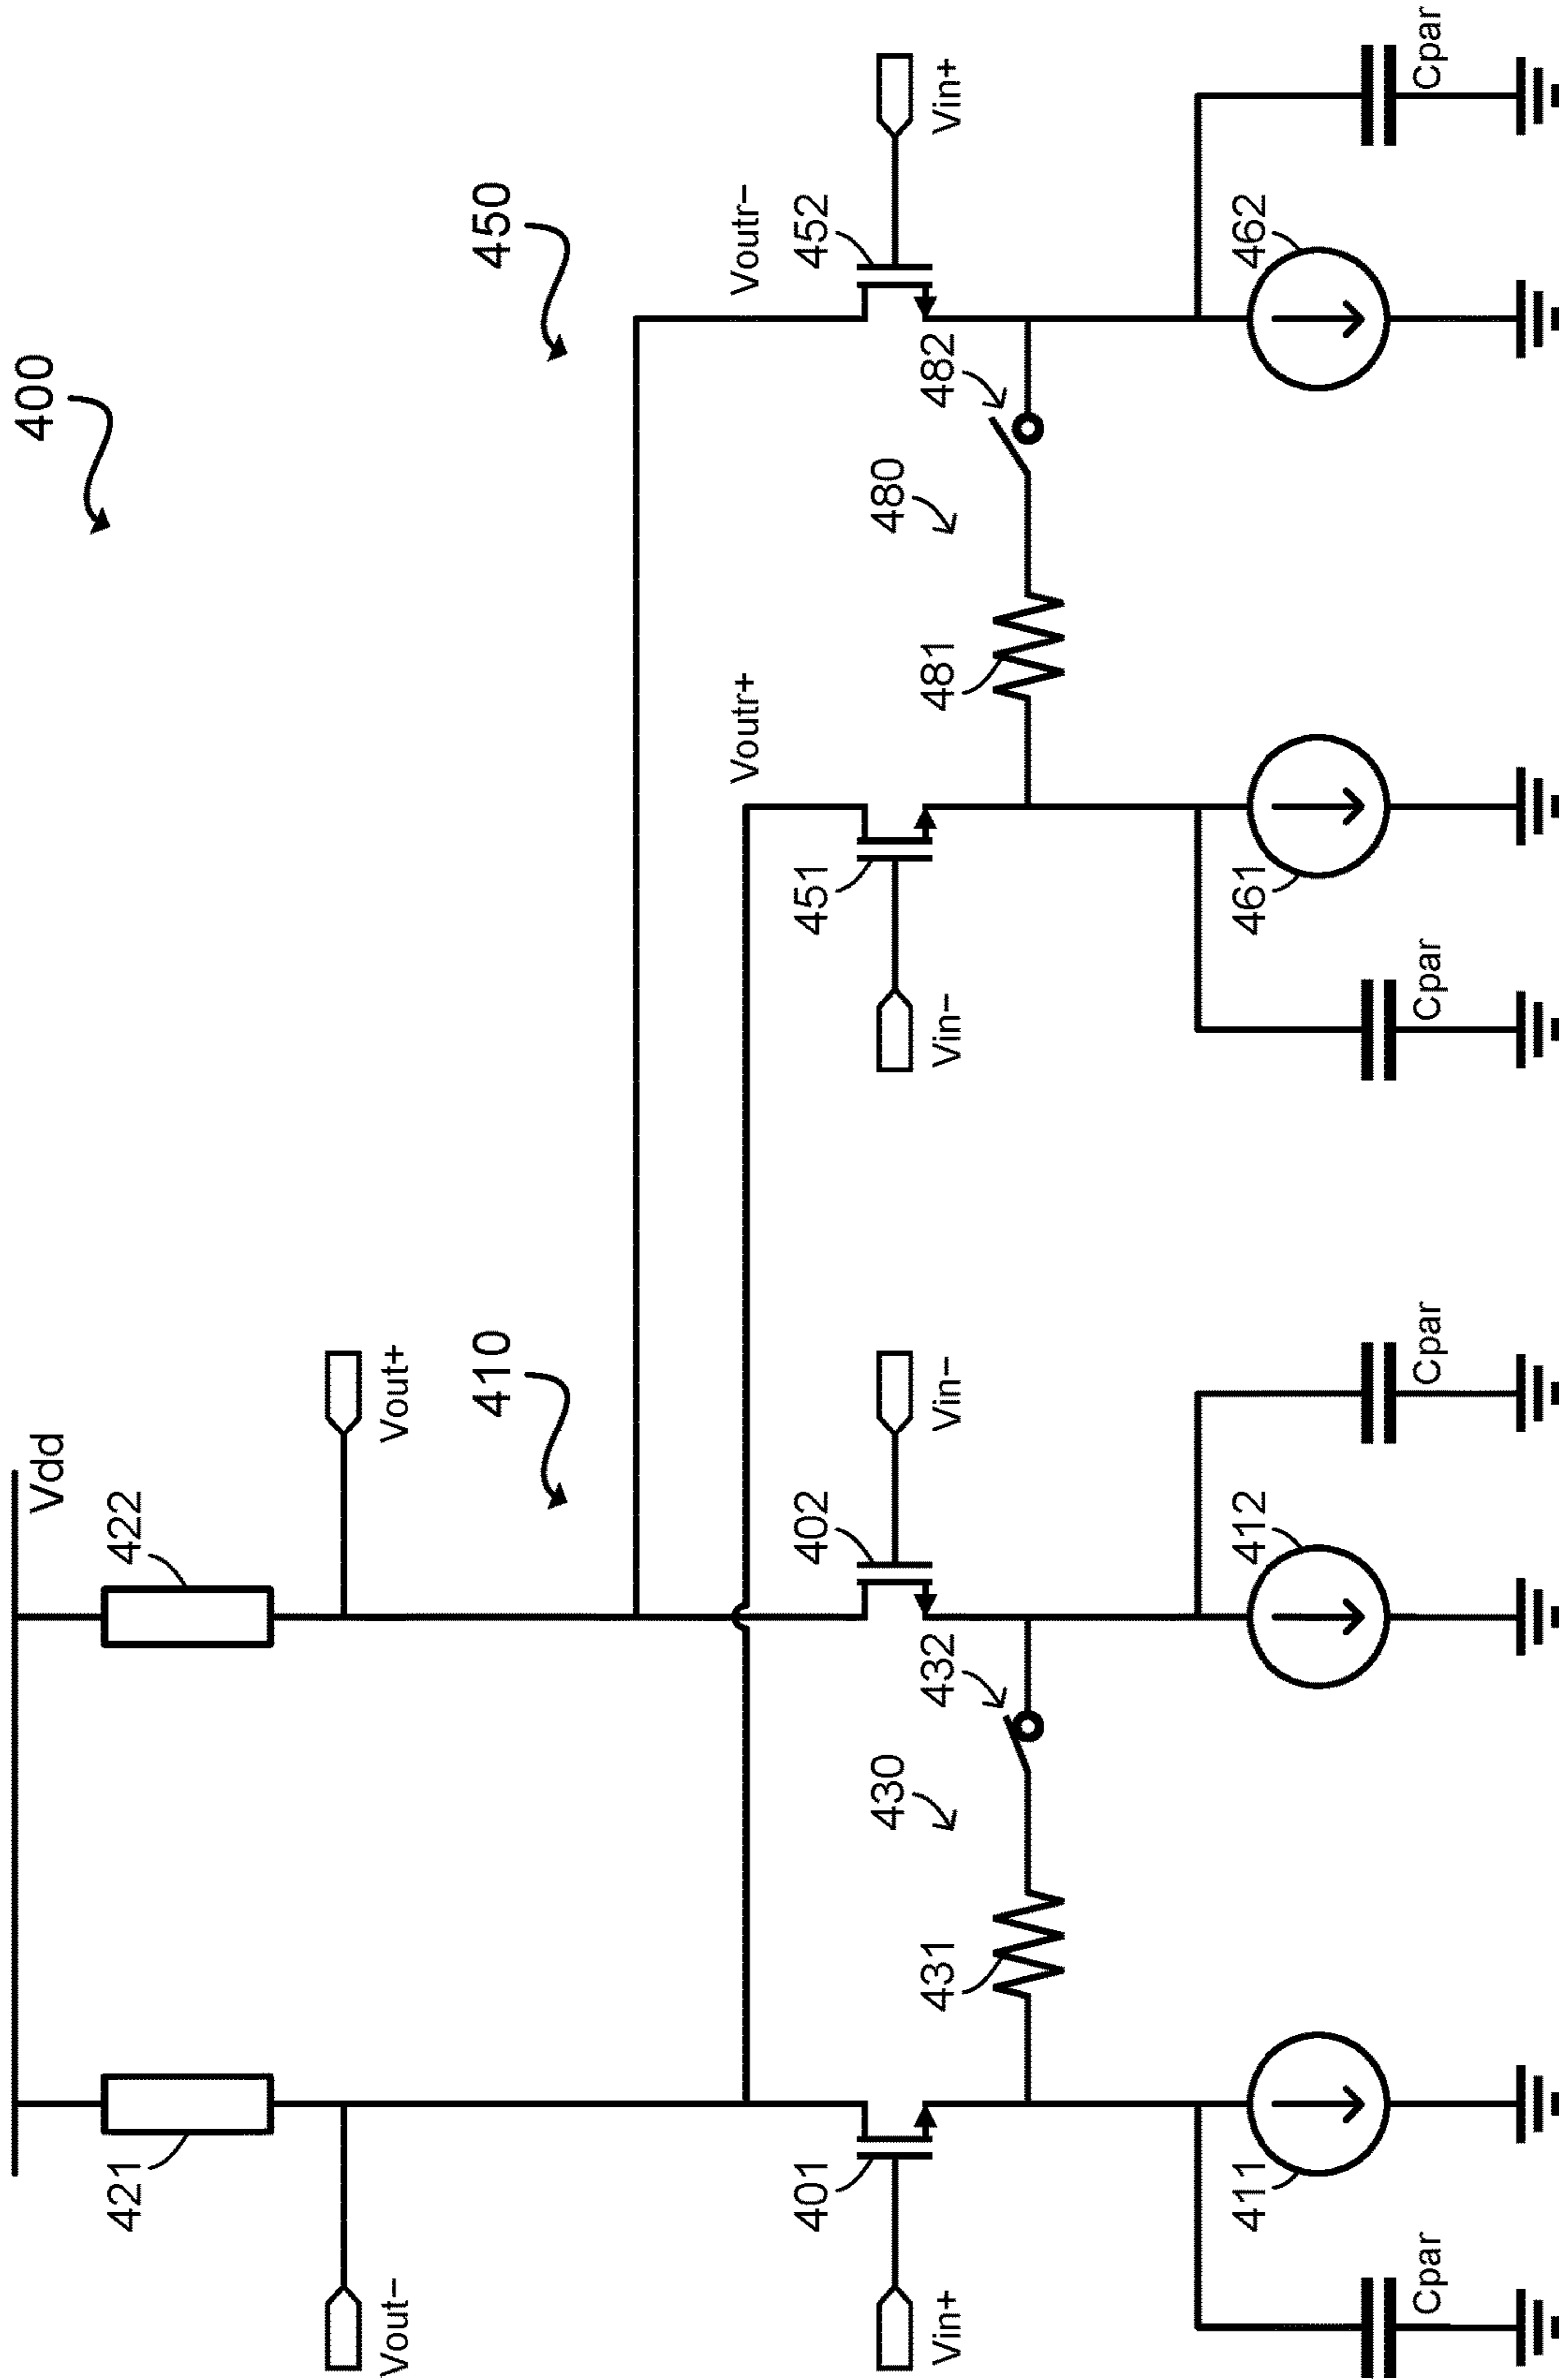 400
Vdd
421
422
Vout−
Vout+
410
450
Voutr+
Voutr−
401
402
451
452
Vin+
Vin−
Vin−
Vin+
431
430
432
481
480
482
411
412
461
462
Cpar
Cpar
Cpar
Cpar